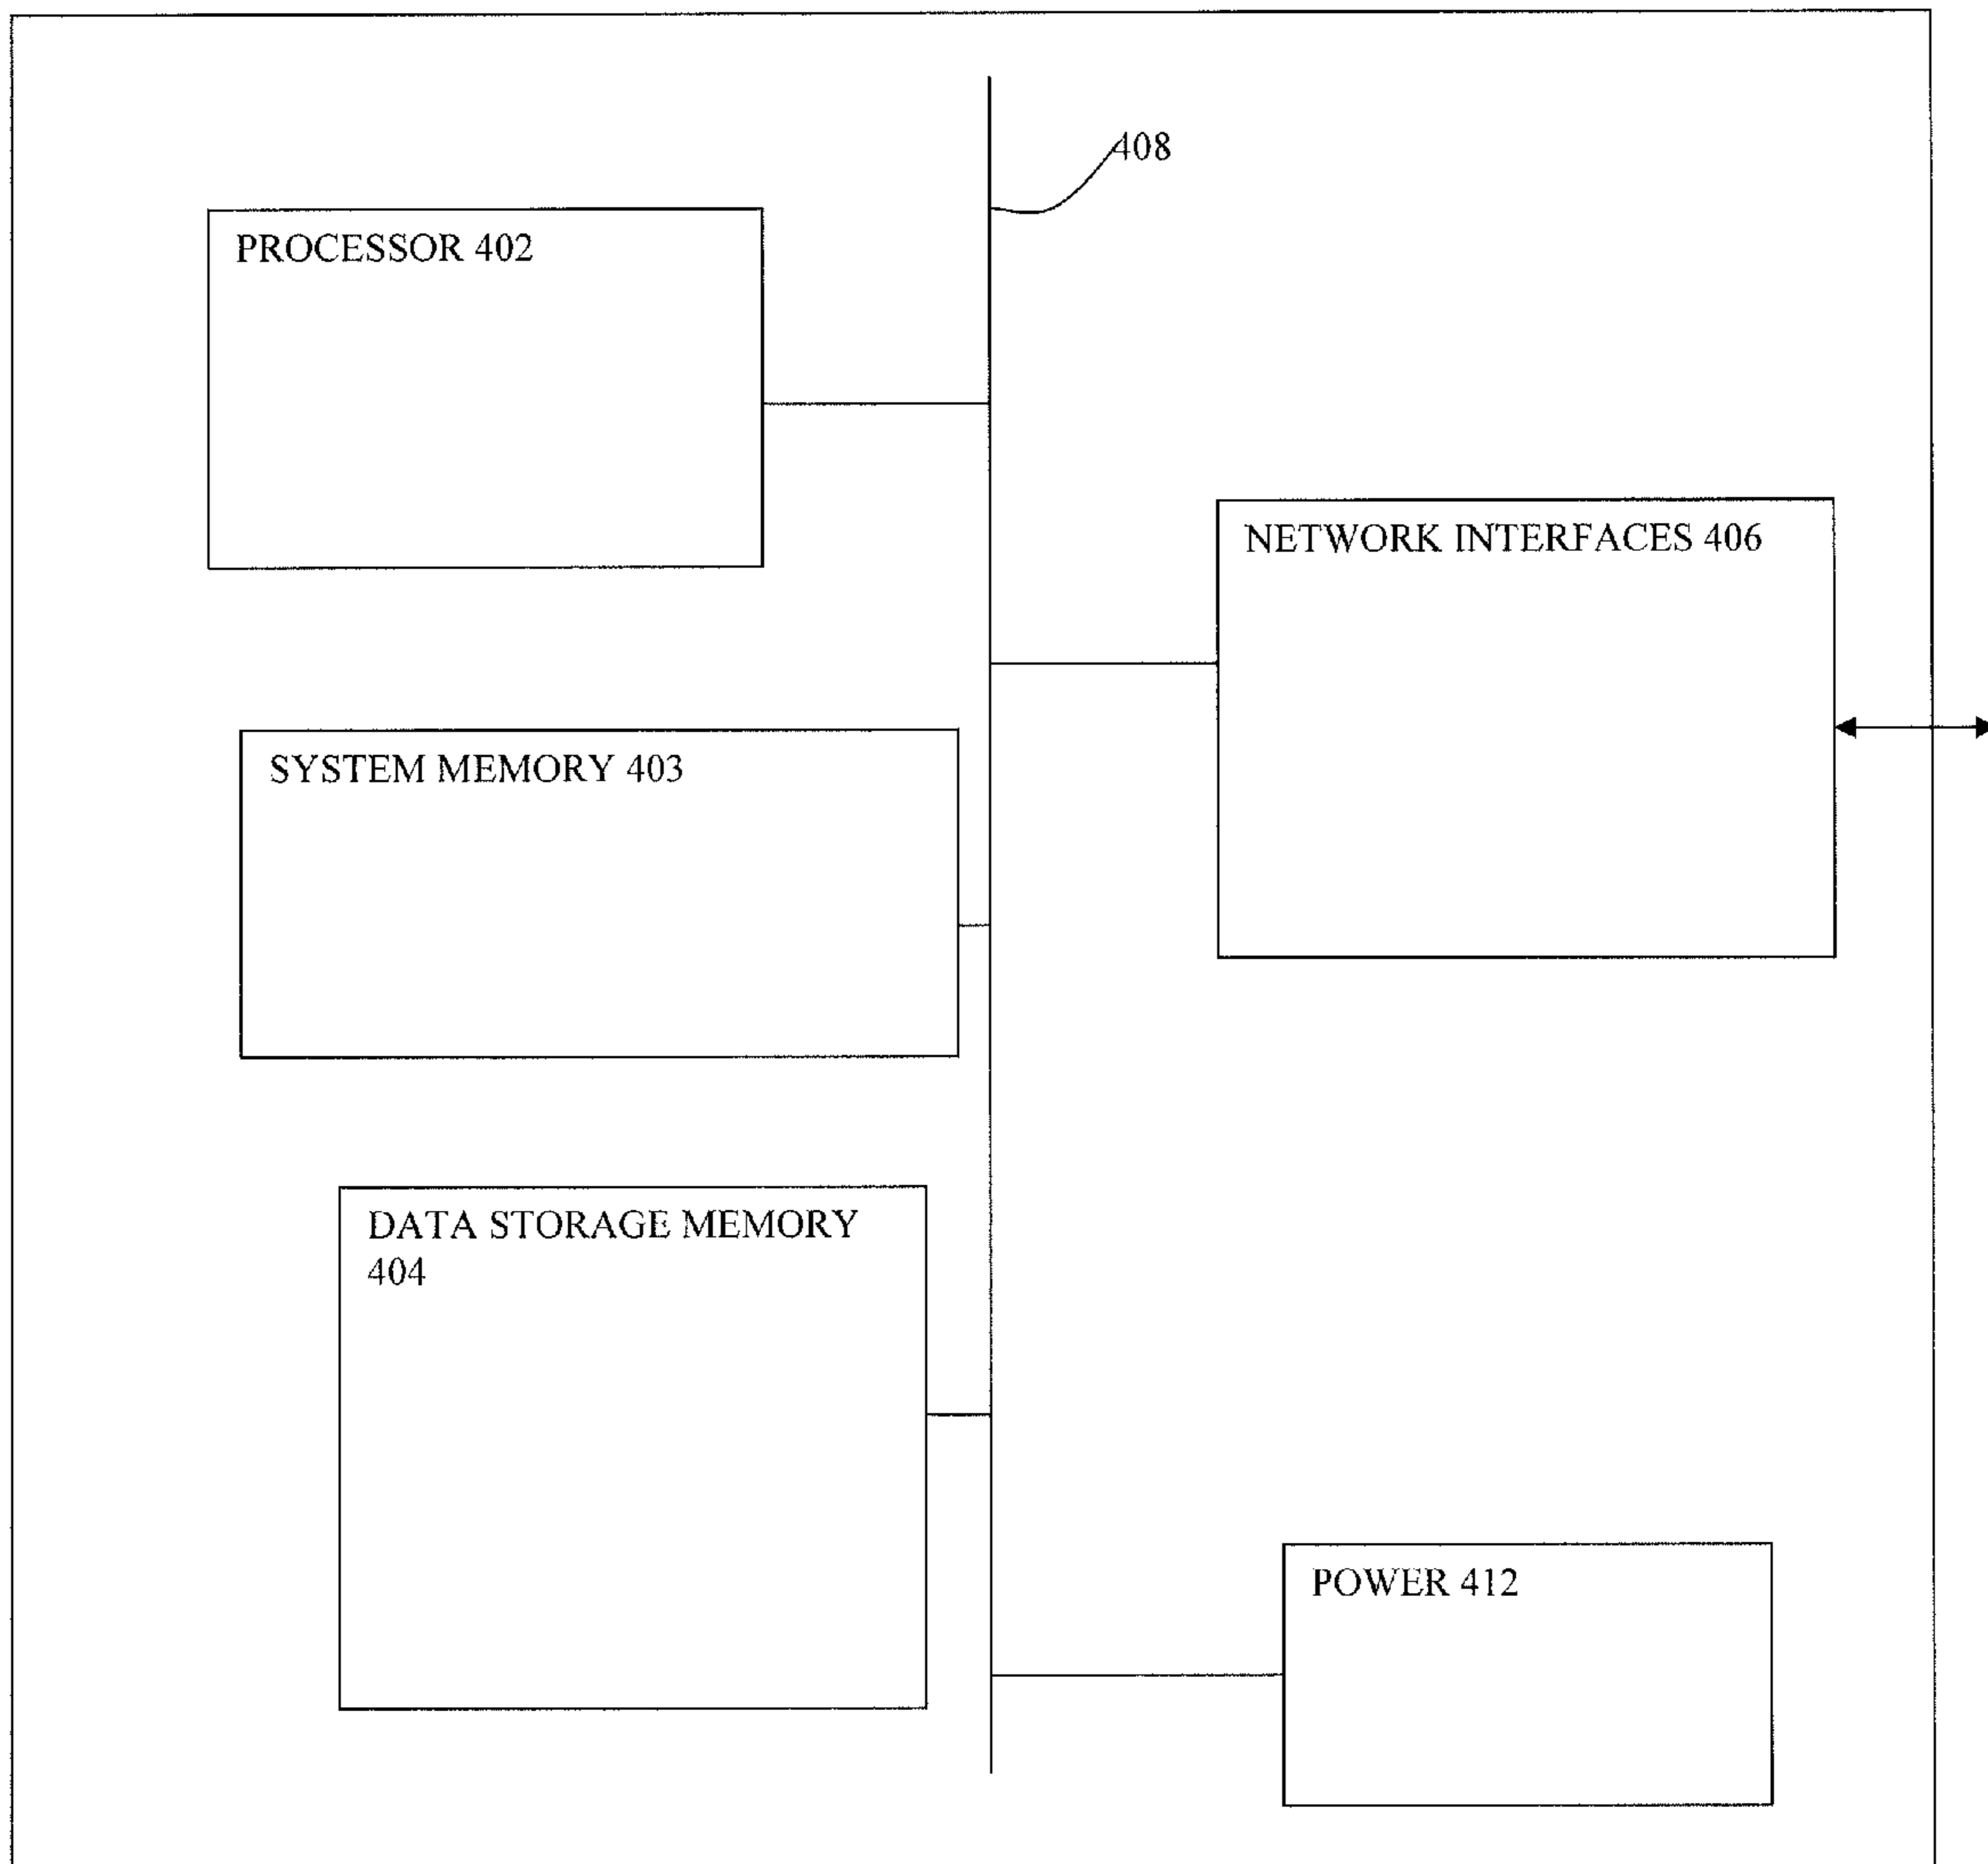 408
PROCESSOR 402
NETWORK INTERFACES 406
SYSTEM MEMORY 403
DATA STORAGE MEMORY
404
POWER 412